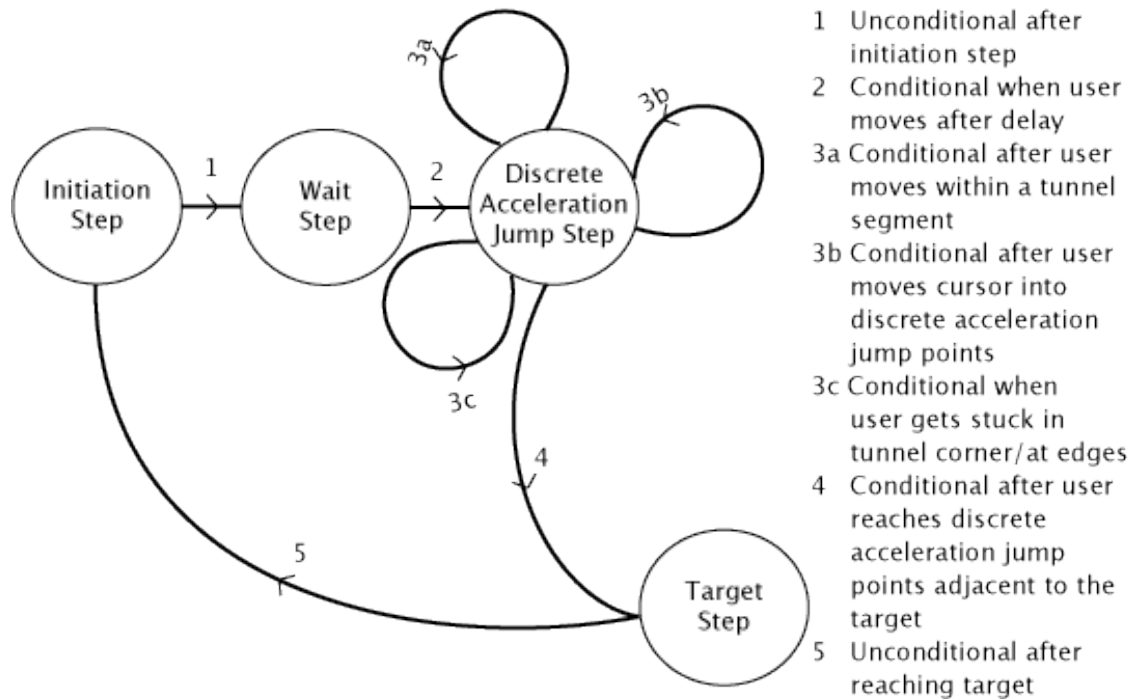 Initiation
Step
1
Wait
Step
2
Discrete
Acceleration
Jump Step
3a
3b
3c
4
5
Target
Step
1 Unconditional after
initiation step
2 Conditional when user
moves after delay
3a Conditional after user
moves within a tunnel
segment
3b Conditional after user
moves cursor into
discrete acceleration
jump points
3c Conditional when
user gets stuck in
tunnel corner/at edges
4 Conditional after user
reaches discrete
acceleration jump
points adjacent to the
target
5 Unconditional after
reaching target